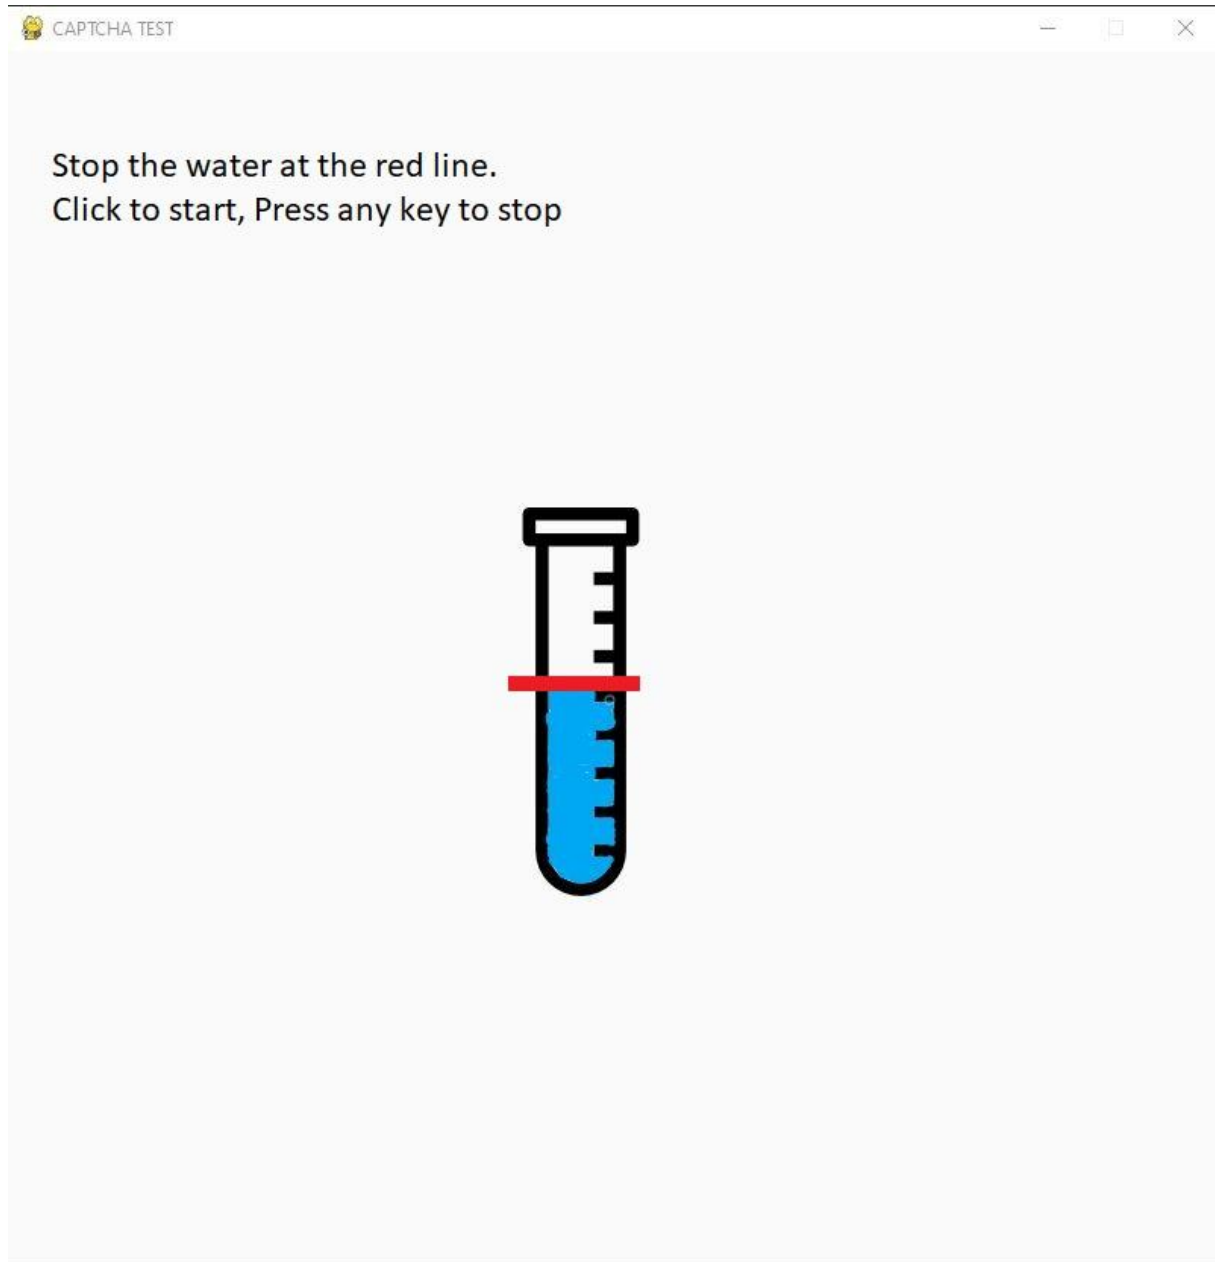 CAPTCHA TEST
Stop the water at the red line.
Click to start, Press any key to stop